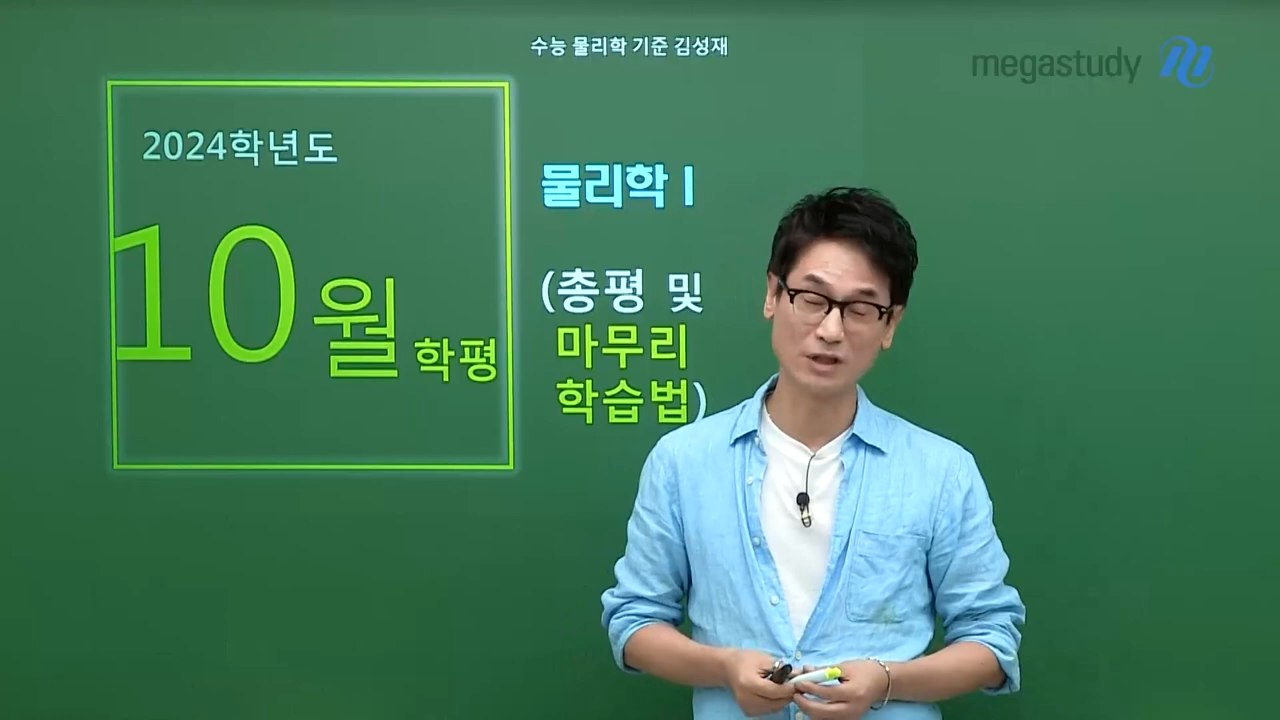 수능 물리학 기준 김성재
megastudy
2024학년도
10월 학평
물리학 I
(총평 및
마무리
학습법)